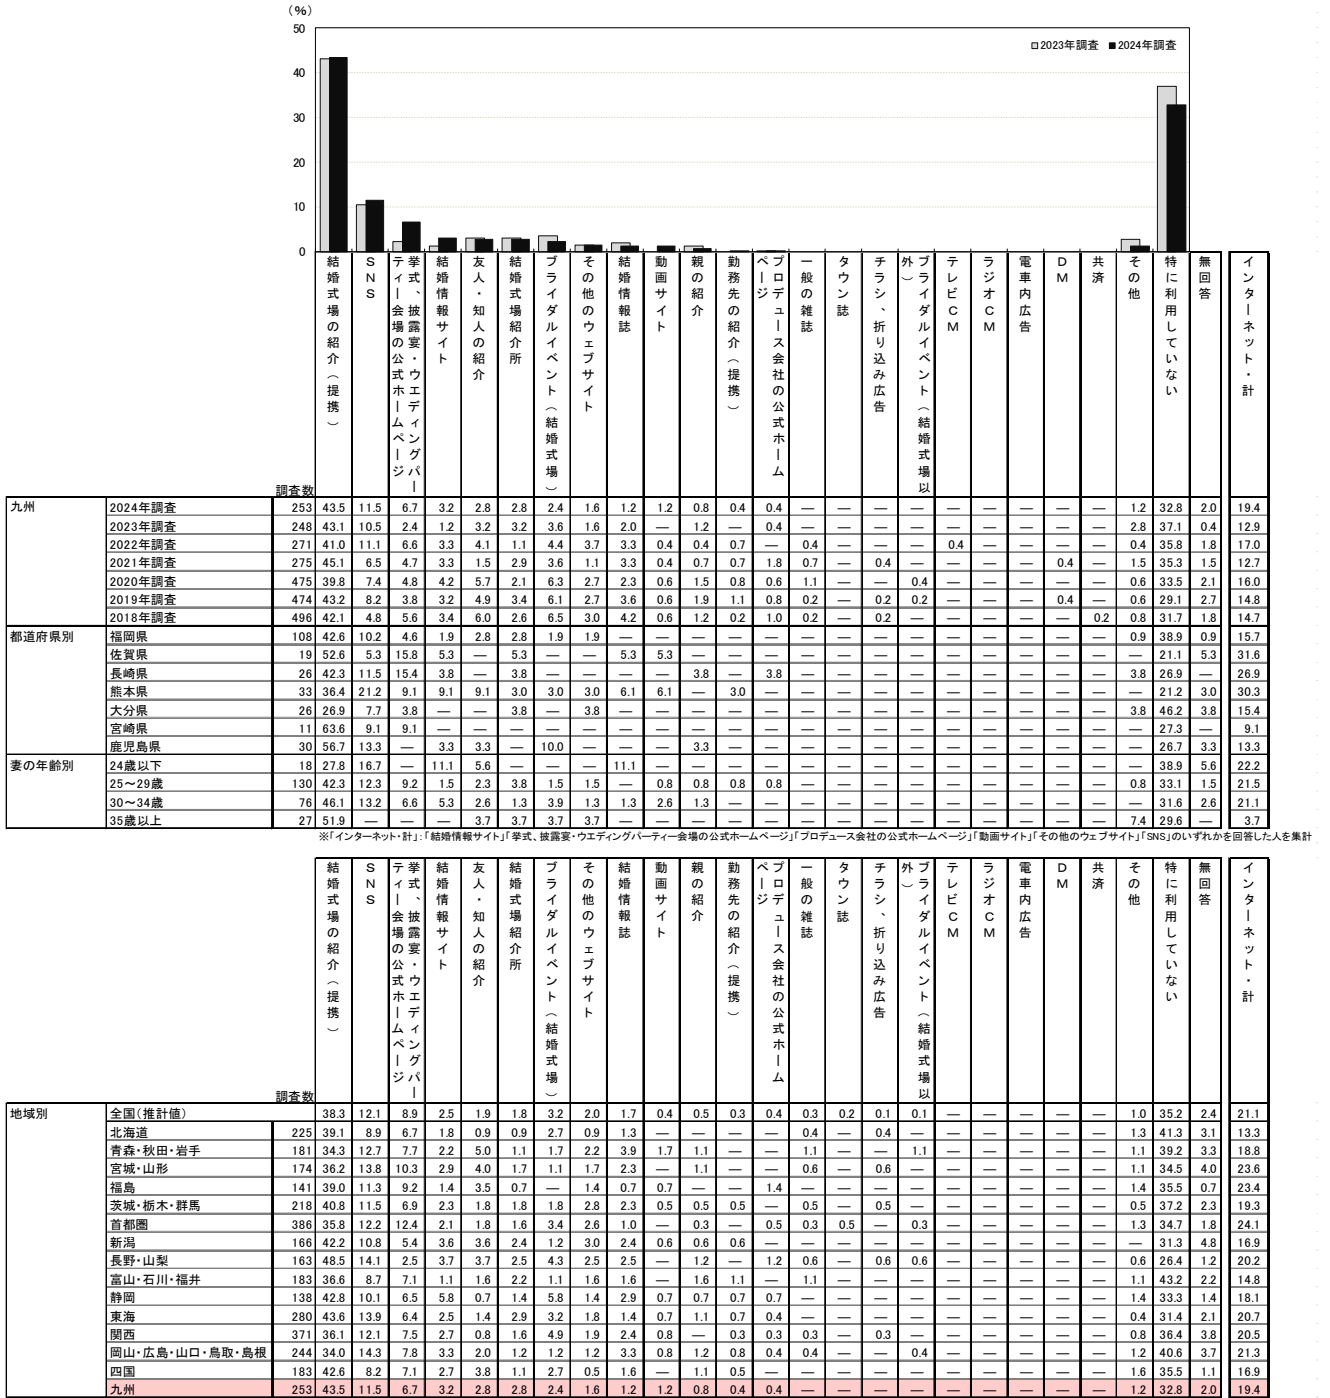 （%）
50
40
30
20
10
0
□2023年調査 ■2024年調査
調査数 結婚式場の紹介（提携） SNS 挙式、披露宴・ウエディングパーティー会場の公式ホームページ 結婚情報サイト 友人・知人の紹介 結婚式場紹介所 ブライダルイベント（結婚式場） その他のウェブサイト 結婚情報誌 動画サイト 親の紹介 勤務先の紹介（提携） プロデュース会社の公式ホームページ 一般の雑誌 タウン誌 チラシ、折り込み広告 ブライダルイベント（結婚式場以外） テレビCM ラジオCM 電車内広告 DM 共済 その他 特に利用していない 無回答 インターネット・計
九州 2024年調査 253 43.5 11.5 6.7 3.2 2.8 2.8 2.4 1.6 1.2 1.2 0.8 0.4 0.4 ― ― ― ― ― ― ― ― ― 1.2 32.8 2.0 19.4
2023年調査 248 43.1 10.5 2.4 1.2 3.2 3.2 3.6 1.6 2.0 ― 1.2 ― 0.4 ― ― ― ― ― ― ― ― ― 2.8 37.1 0.4 12.9
2022年調査 271 41.0 11.1 6.6 3.3 4.1 1.1 4.4 3.7 3.3 0.4 0.4 0.7 ― 0.4 ― ― ― 0.4 ― ― ― ― 0.4 35.8 1.8 17.0
2021年調査 275 45.1 6.5 4.7 3.3 1.5 2.9 3.6 1.1 3.3 0.4 0.7 0.7 1.8 0.7 ― 0.4 ― ― ― ― 0.4 ― 1.5 35.3 1.5 12.7
2020年調査 475 39.8 7.4 4.8 4.2 5.7 2.1 6.3 2.7 2.3 0.6 1.5 0.8 0.6 1.1 ― ― 0.4 ― ― ― ― ― 0.6 33.5 2.1 16.0
2019年調査 474 43.2 8.2 3.8 3.2 4.9 3.4 6.1 2.7 3.6 0.6 1.9 1.1 0.8 0.2 ― 0.2 0.2 ― ― ― 0.4 ― 0.6 29.1 2.7 14.8
2018年調査 496 42.1 4.8 5.6 3.4 6.0 2.6 6.5 3.0 4.2 0.6 1.2 0.2 1.0 0.2 ― 0.2 ― ― ― ― ― 0.2 0.8 31.7 1.8 14.7
都道府県別 福岡県 108 42.6 10.2 4.6 1.9 2.8 2.8 1.9 1.9 ― ― ― ― ― ― ― ― ― ― ― ― ― ― 0.9 38.9 0.9 15.7
佐賀県 19 52.6 5.3 15.8 5.3 ― 5.3 ― ― 5.3 5.3 ― ― ― ― ― ― ― ― ― ― ― ― ― 21.1 5.3 31.6
長崎県 26 42.3 11.5 15.4 3.8 ― 3.8 ― ― ― ― 3.8 ― 3.8 ― ― ― ― ― ― ― ― ― 3.8 26.9 ― 26.9
熊本県 33 36.4 21.2 9.1 9.1 9.1 3.0 3.0 3.0 6.1 6.1 ― 3.0 ― ― ― ― ― ― ― ― ― ― ― 21.2 3.0 30.3
大分県 26 26.9 7.7 3.8 ― ― 3.8 ― 3.8 ― ― ― ― ― ― ― ― ― ― ― ― ― ― 3.8 46.2 3.8 15.4
宮崎県 11 63.6 9.1 9.1 ― ― ― ― ― ― ― ― ― ― ― ― ― ― ― ― ― ― ― ― 27.3 ― 9.1
鹿児島県 30 56.7 13.3 ― 3.3 3.3 ― 10.0 ― ― ― 3.3 ― ― ― ― ― ― ― ― ― ― ― ― 26.7 3.3 13.3
妻の年齢別 24歳以下 18 27.8 16.7 ― 11.1 5.6 ― ― ― 11.1 ― ― ― ― ― ― ― ― ― ― ― ― ― ― 38.9 5.6 22.2
25～29歳 130 42.3 12.3 9.2 1.5 2.3 3.8 1.5 1.5 ― 0.8 0.8 0.8 0.8 ― ― ― ― ― ― ― ― ― 0.8 33.1 1.5 21.5
30～34歳 76 46.1 13.2 6.6 5.3 2.6 1.3 3.9 1.3 1.3 2.6 1.3 ― ― ― ― ― ― ― ― ― ― ― ― 31.6 2.6 21.1
35歳以上 27 51.9 ― ― ― 3.7 3.7 3.7 3.7 ― ― ― ― ― ― ― ― ― ― ― ― ― ― 7.4 29.6 ― 3.7
※「インターネット・計」：「結婚情報サイト」「挙式、披露宴・ウエディングパーティー会場の公式ホームページ」「プロデュース会社の公式ホームページ」「動画サイト」「その他のウェブサイト」「SNS」のいずれかを回答した人を集計
調査数 結婚式場の紹介（提携） SNS 挙式、披露宴・ウエディングパーティー会場の公式ホームページ 結婚情報サイト 友人・知人の紹介 結婚式場紹介所 ブライダルイベント（結婚式場） その他のウェブサイト 結婚情報誌 動画サイト 親の紹介 勤務先の紹介（提携） プロデュース会社の公式ホームページ 一般の雑誌 タウン誌 チラシ、折り込み広告 ブライダルイベント（結婚式場以外） テレビCM ラジオCM 電車内広告 DM 共済 その他 特に利用していない 無回答 インターネット・計
地域別 全国（推計値） 38.3 12.1 8.9 2.5 1.9 1.8 3.2 2.0 1.7 0.4 0.5 0.3 0.4 0.3 0.2 0.1 0.1 ― ― ― ― ― 1.0 35.2 2.4 21.1
北海道 225 39.1 8.9 6.7 1.8 0.9 0.9 2.7 0.9 1.3 ― ― ― ― 0.4 ― 0.4 ― ― ― ― ― ― 1.3 41.3 3.1 13.3
青森・秋田・岩手 181 34.3 12.7 7.7 2.2 5.0 1.1 1.7 2.2 3.9 1.7 1.1 ― ― 1.1 ― ― 1.1 ― ― ― ― ― 1.1 39.2 3.3 18.8
宮城・山形 174 36.2 13.8 10.3 2.9 4.0 1.7 1.1 1.7 2.3 ― 1.1 ― ― 0.6 ― 0.6 ― ― ― ― ― ― 1.1 34.5 4.0 23.6
福島 141 39.0 11.3 9.2 1.4 3.5 0.7 ― 1.4 0.7 0.7 ― ― 1.4 ― ― ― ― ― ― ― ― ― 1.4 35.5 0.7 23.4
茨城・栃木・群馬 218 40.8 11.5 6.9 2.3 1.8 1.8 1.8 2.8 2.3 0.5 0.5 0.5 ― 0.5 ― 0.5 ― ― ― ― ― ― 0.5 37.2 2.3 19.3
首都圏 386 35.8 12.2 12.4 2.1 1.8 1.6 3.4 2.6 1.0 ― 0.3 ― 0.5 0.3 0.5 ― 0.3 ― ― ― ― ― 1.3 34.7 1.8 24.1
新潟 166 42.2 10.8 5.4 3.6 3.6 2.4 1.2 3.0 2.4 0.6 0.6 0.6 ― ― ― ― ― ― ― ― ― ― ― 31.3 4.8 16.9
長野・山梨 163 48.5 14.1 2.5 3.7 3.7 2.5 4.3 2.5 2.5 ― 1.2 ― 1.2 0.6 ― 0.6 0.6 ― ― ― ― ― 0.6 26.4 1.2 20.2
富山・石川・福井 183 36.6 8.7 7.1 1.1 1.6 2.2 1.1 1.6 1.6 ― 1.6 1.1 ― 1.1 ― ― ― ― ― ― ― ― 1.1 43.2 2.2 14.8
静岡 138 42.8 10.1 6.5 5.8 0.7 1.4 5.8 1.4 2.9 0.7 0.7 0.7 0.7 ― ― ― ― ― ― ― ― ― 1.4 33.3 1.4 18.1
東海 280 43.6 13.9 6.4 2.5 1.4 2.9 3.2 1.8 1.4 0.7 1.1 0.7 0.4 ― ― ― ― ― ― ― ― ― 0.4 31.4 2.1 20.7
関西 371 36.1 12.1 7.5 2.7 0.8 1.6 4.9 1.9 2.4 0.8 ― 0.3 0.3 0.3 ― 0.3 ― ― ― ― ― ― 0.8 36.4 3.8 20.5
岡山・広島・山口・鳥取・島根 244 34.0 14.3 7.8 3.3 2.0 1.2 1.2 1.2 3.3 0.8 1.2 0.8 0.4 0.4 ― ― 0.4 ― ― ― ― ― 1.2 40.6 3.7 21.3
四国 183 42.6 8.2 7.1 2.7 3.8 1.1 2.7 0.5 1.6 ― 1.1 0.5 ― ― ― ― ― ― ― ― ― ― 1.6 35.5 1.1 16.9
九州 253 43.5 11.5 6.7 3.2 2.8 2.8 2.4 1.6 1.2 1.2 0.8 0.4 0.4 ― ― ― ― ― ― ― ― ― 1.2 32.8 2.0 19.4